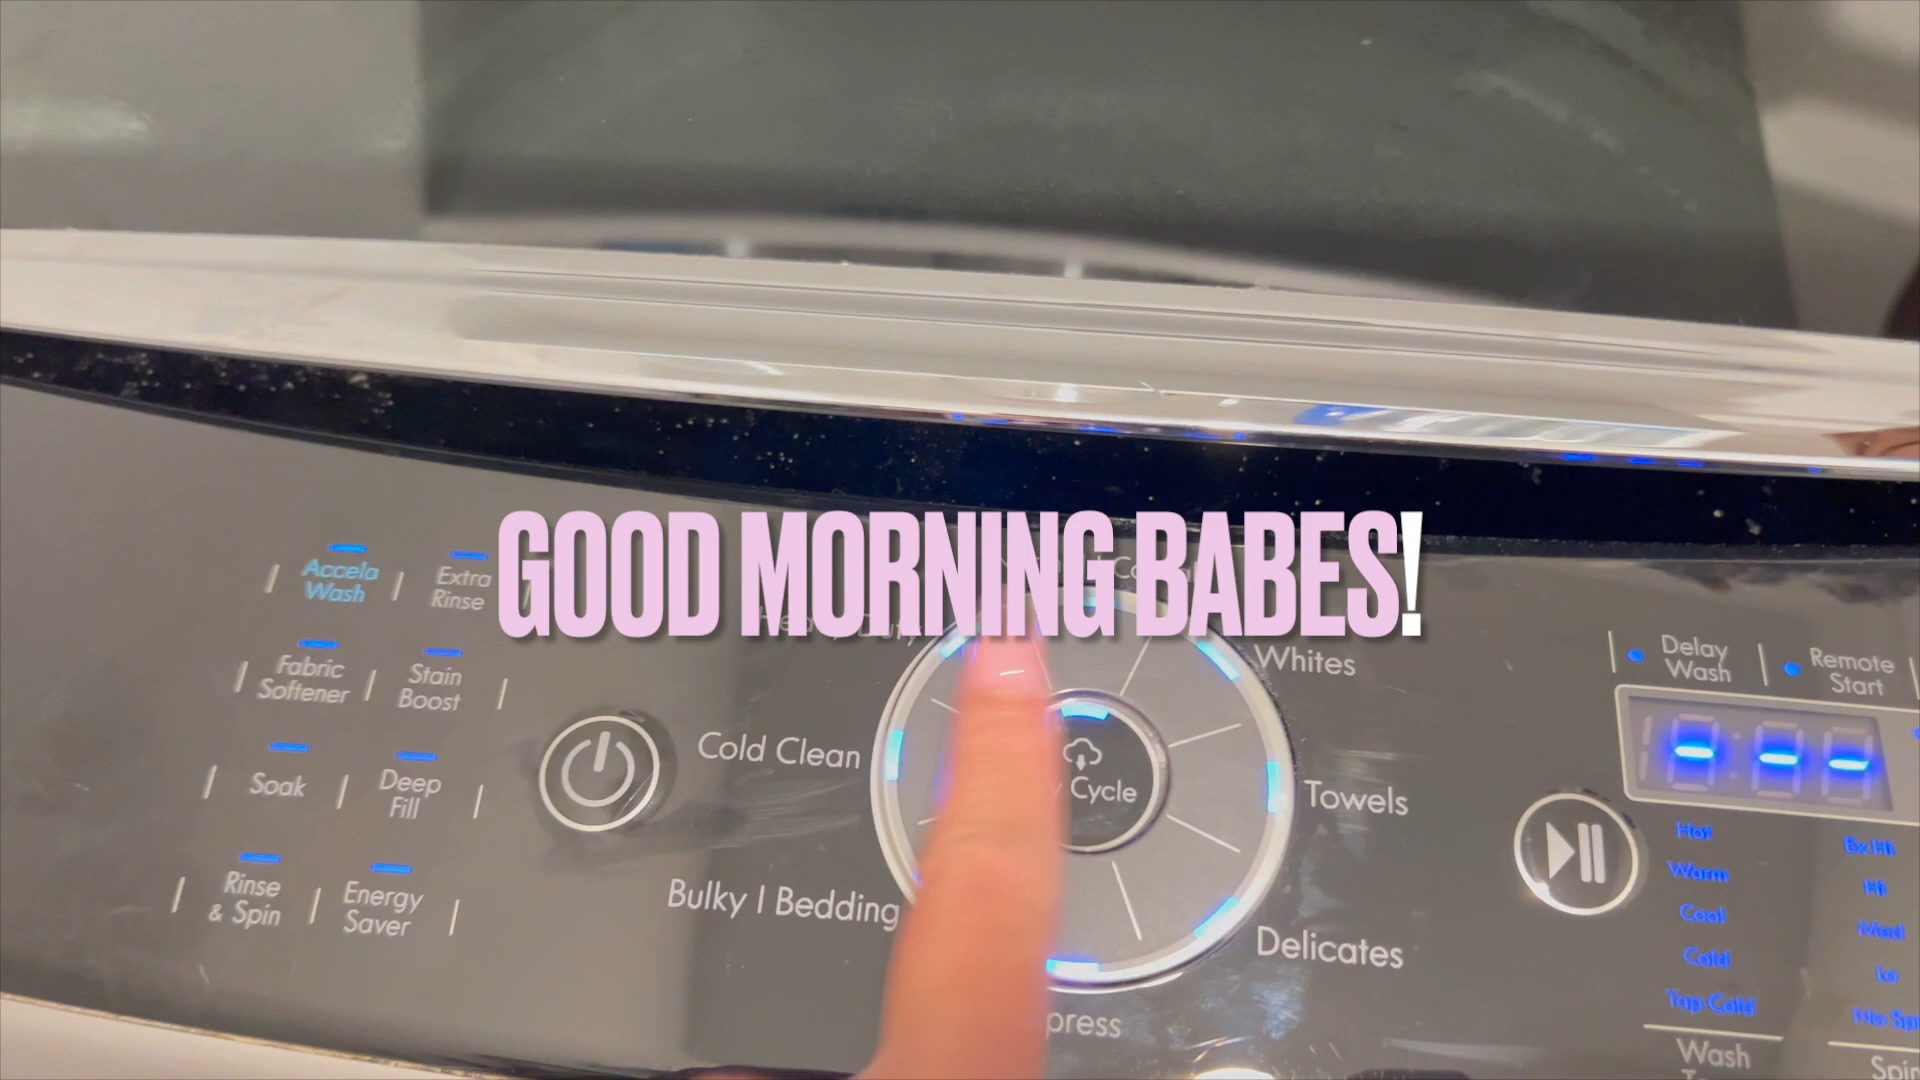 GOOD MORNING BABES!
Accela
Wash
Extra
Rinse
Fabric
Softener
Stain
Boost
Soak
Deep
Fill
Rinse
& Spin
Energy
Saver
Cold Clean
Bulky | Bedding
Cycle
Whites
Towels
Delicates
Delay
Wash
Remote
Start
Hot
Warm
Cool
Cold
Tap Cold
Wash
Ex Hi
Hi
Med
Lo